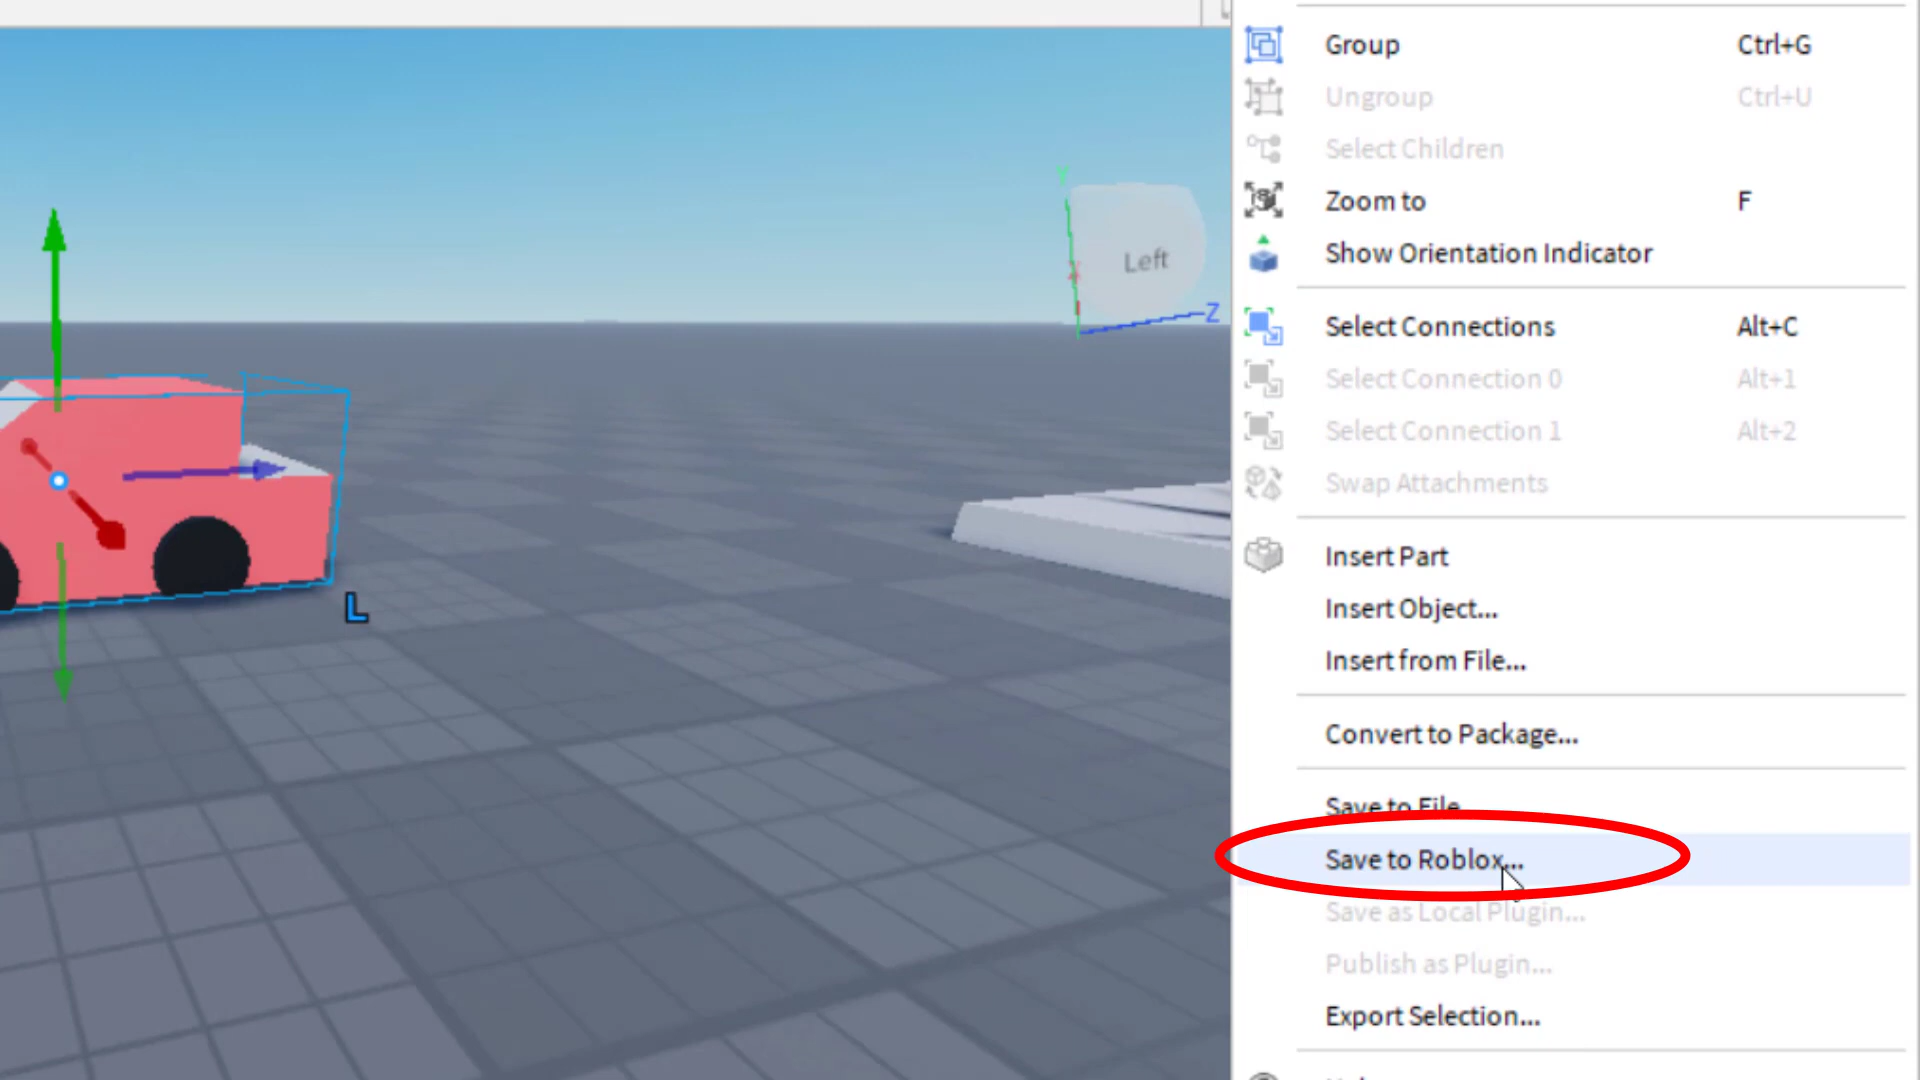 Group Ctrl+G
Ungroup Ctrl+U
Select Children
Zoom to F
Show Orientation Indicator
Select Connections Alt+C
Select Connection 0 Alt+1
Select Connection 1 Alt+2
Swap Attachments
Insert Part
Insert Object...
Insert from File...
Convert to Package...
Save to File
Save to Roblox...
Save as Local Plugin...
Publish as Plugin...
Export Selection...
Y
Left
X
Z
L